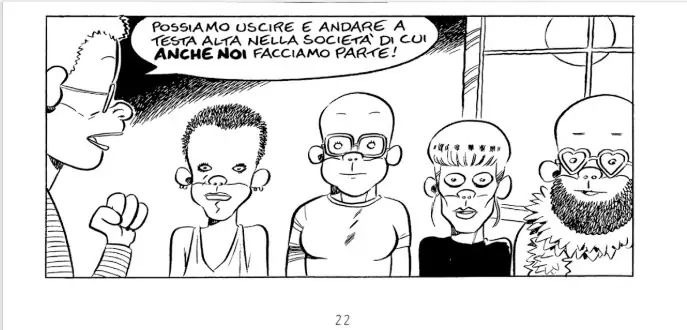 POSSIAMO USCIRE E ANDARE A
TESTA ALTA NELLA SOCIETÀ DI CUI
ANCHE NOI FACCIAMO PARTE!
22